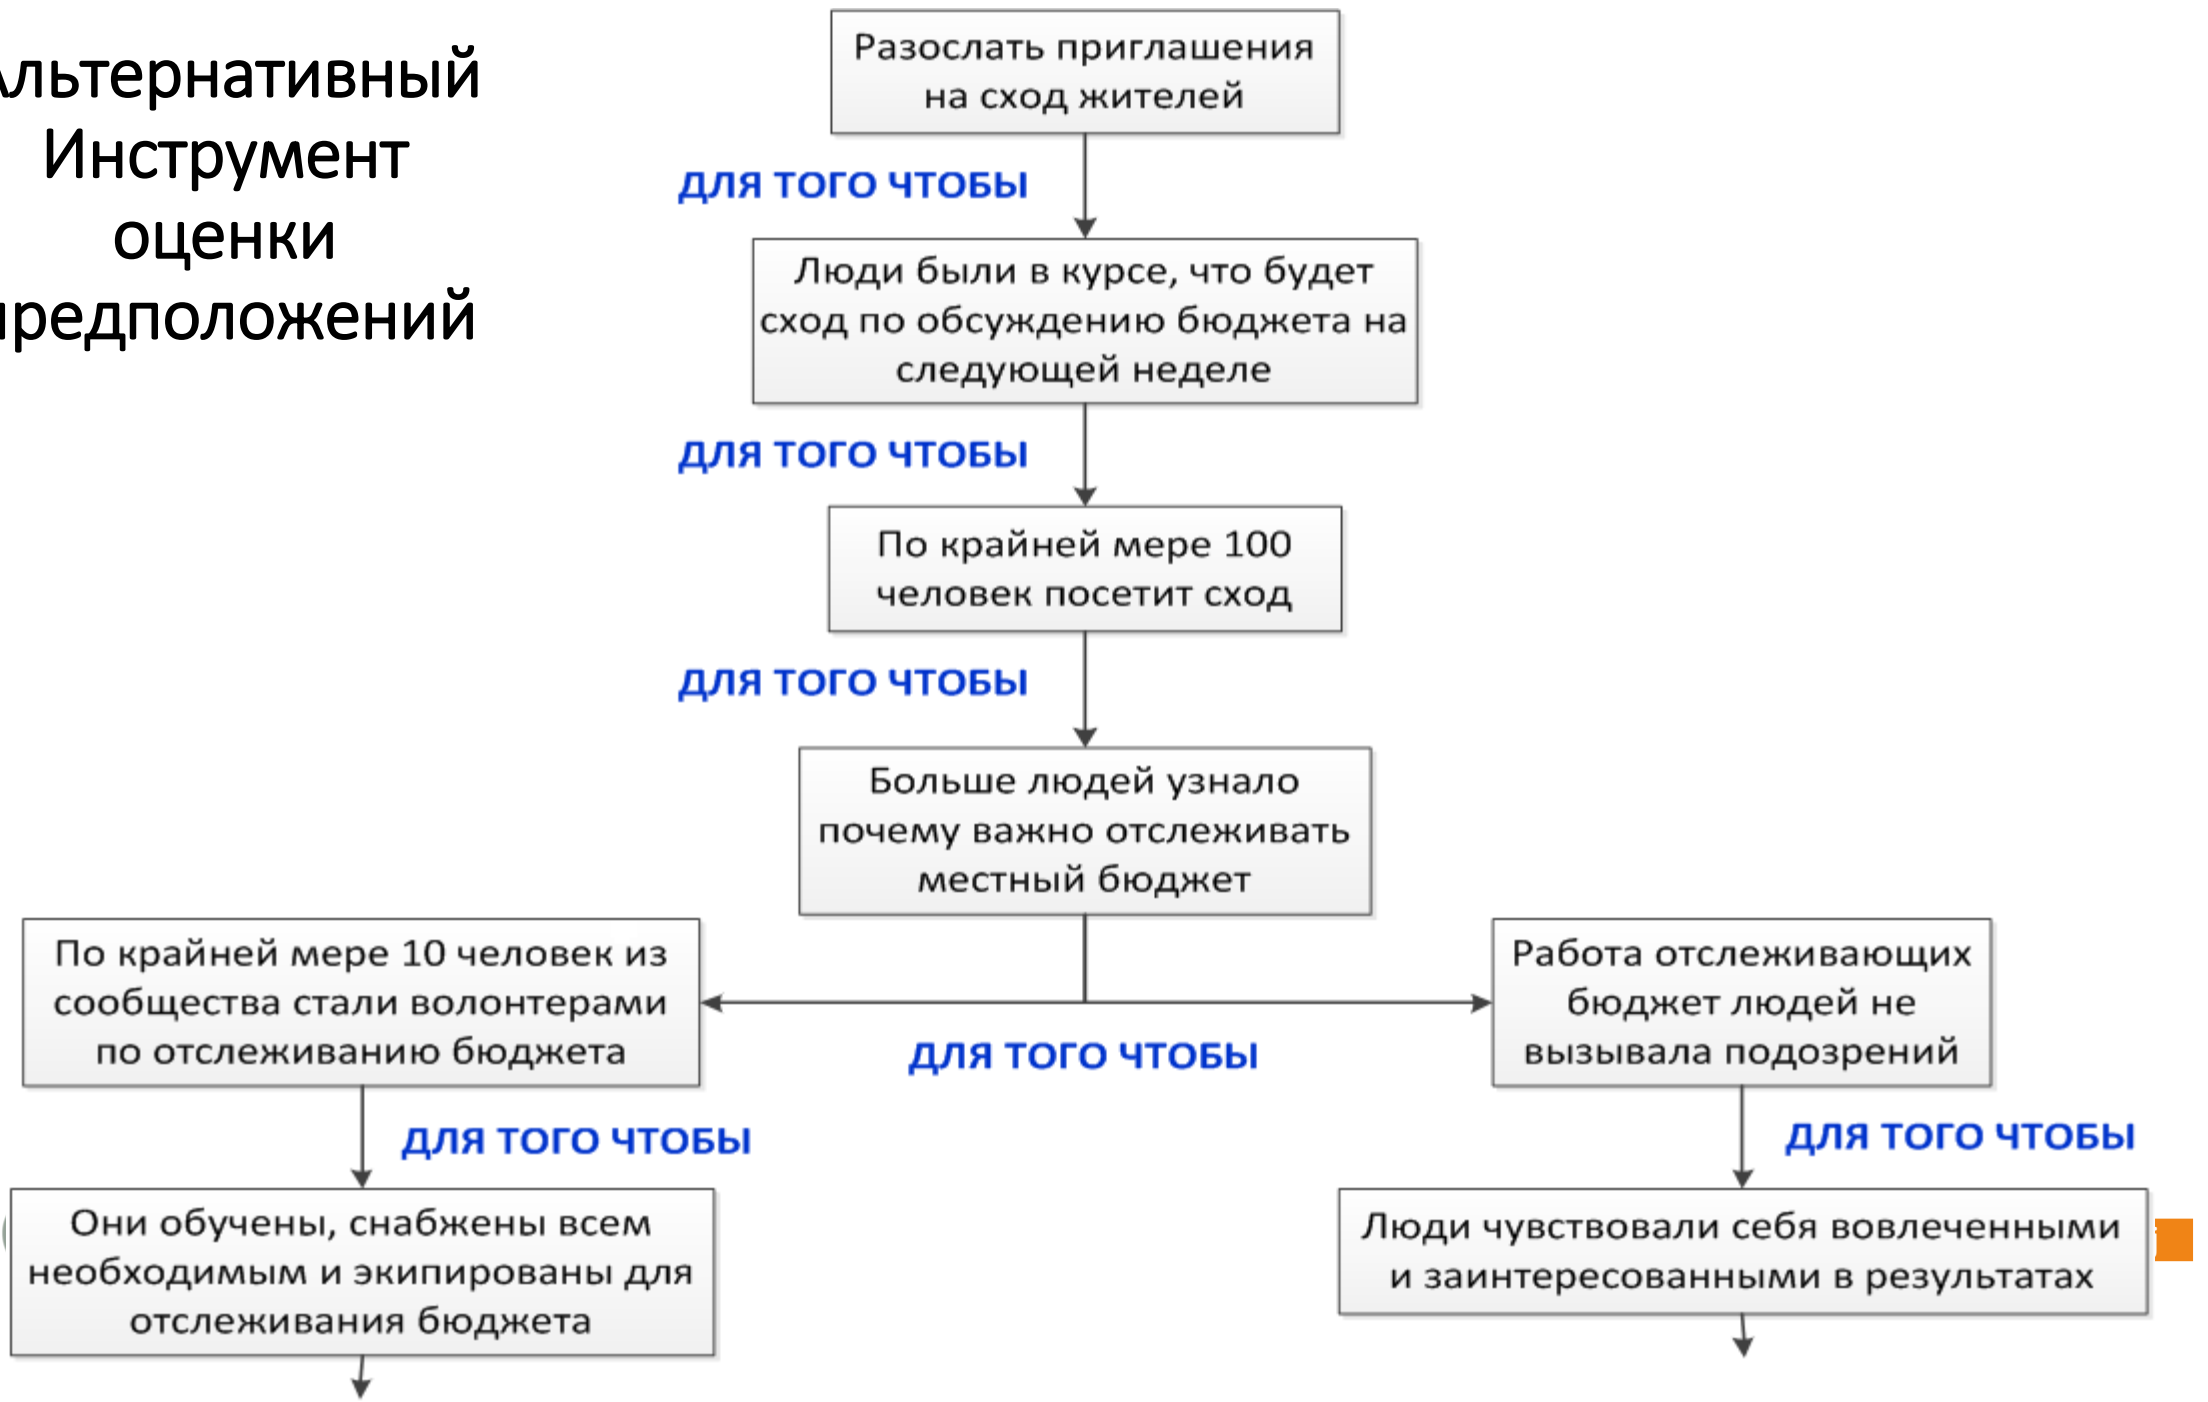 Альтернативный
Инструмент
оценки
предположений
Разослать приглашения
на сход жителей
ДЛЯ ТОГО ЧТОБЫ
Люди были в курсе, что будет
сход по обсуждению бюджета на
следующей неделе
ДЛЯ ТОГО ЧТОБЫ
По крайней мере 100
человек посетит сход
ДЛЯ ТОГО ЧТОБЫ
Больше людей узнало
почему важно отслеживать
местный бюджет
По крайней мере 10 человек из
сообщества стали волонтерами
по отслеживанию бюджета
Работа отслеживающих
бюджет людей не
вызывала подозрений
ДЛЯ ТОГО ЧТОБЫ
ДЛЯ ТОГО ЧТОБЫ
ДЛЯ ТОГО ЧТОБЫ
Они обучены, снабжены всем
необходимым и экипированы для
отслеживания бюджета
Люди чувствовали себя вовлеченными
и заинтересованными в результатах